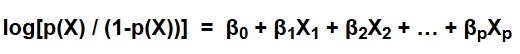 log[p(X) / (1-p(X))] = β₀ + β₁X₁ + β₂X₂ + … + βₚXₚ